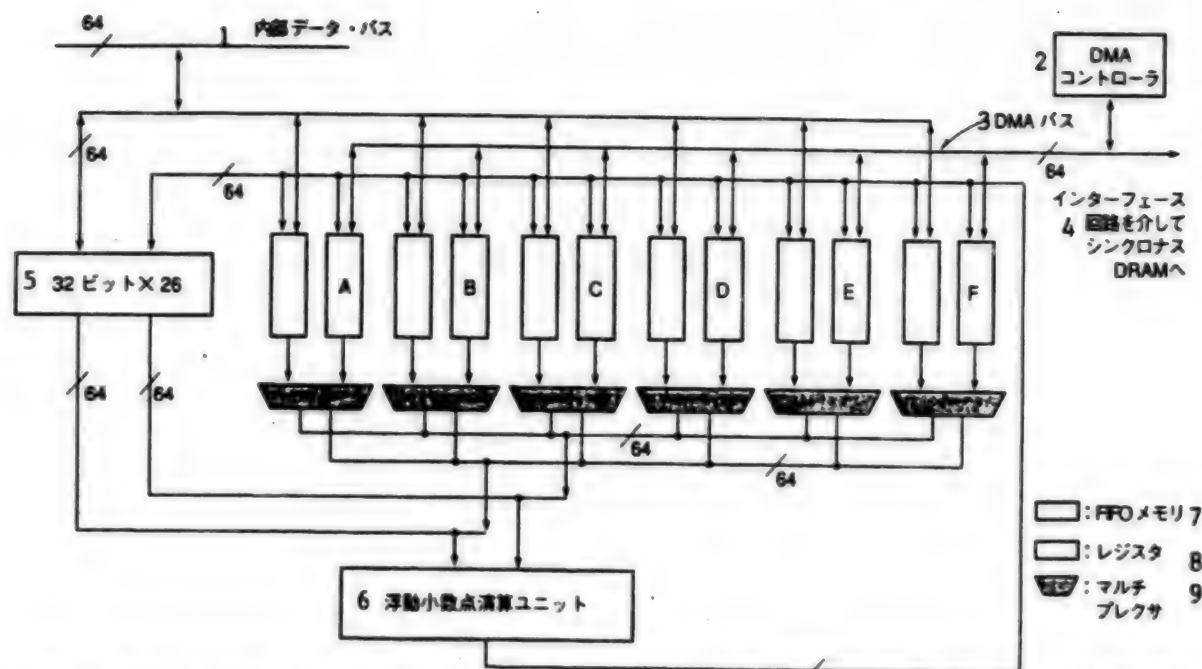 64
1 内部データ・バス
2 DMA
コントローラ
3 DMA バス
64
64
64
インターフェース
4 回路を介して
シンクロナス
DRAMへ
5 32 ビット×26
A
B
C
D
E
F
64
64
64
64
6 浮動小数点演算ユニット
: FIFOメモリ 7
: レジスタ 8
: マルチ
プレクサ 9